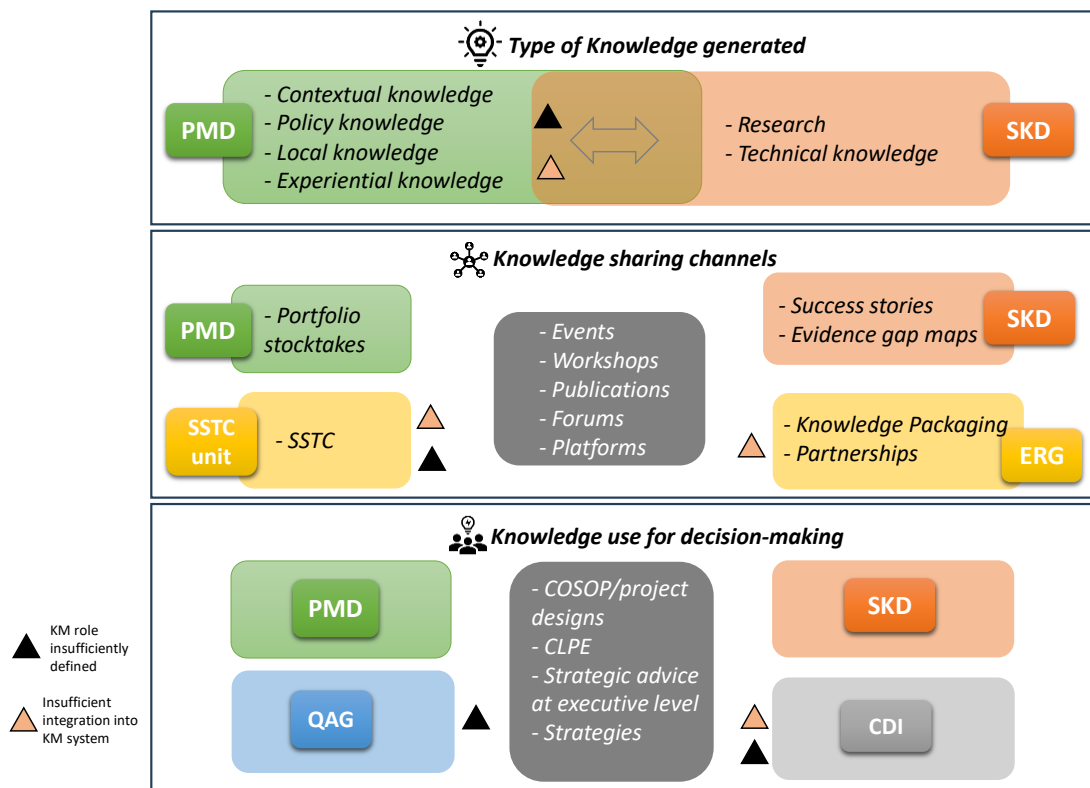 Type of Knowledge generated
PMD
- Contextual knowledge
- Policy knowledge
- Local knowledge
- Experiential knowledge
- Research
- Technical knowledge
SKD
Knowledge sharing channels
PMD
- Portfolio
stocktakes
- Events
- Workshops
- Publications
- Forums
- Platforms
- Success stories
- Evidence gap maps
SKD
SSTC
unit
- SSTC
- Knowledge Packaging
- Partnerships
ERG
Knowledge use for decision-making
PMD
- COSOP/project
designs
- CLPE
- Strategic advice
at executive level
- Strategies
SKD
QAG
CDI
KM role
insufficiently
defined
Insufficient
integration into
KM system